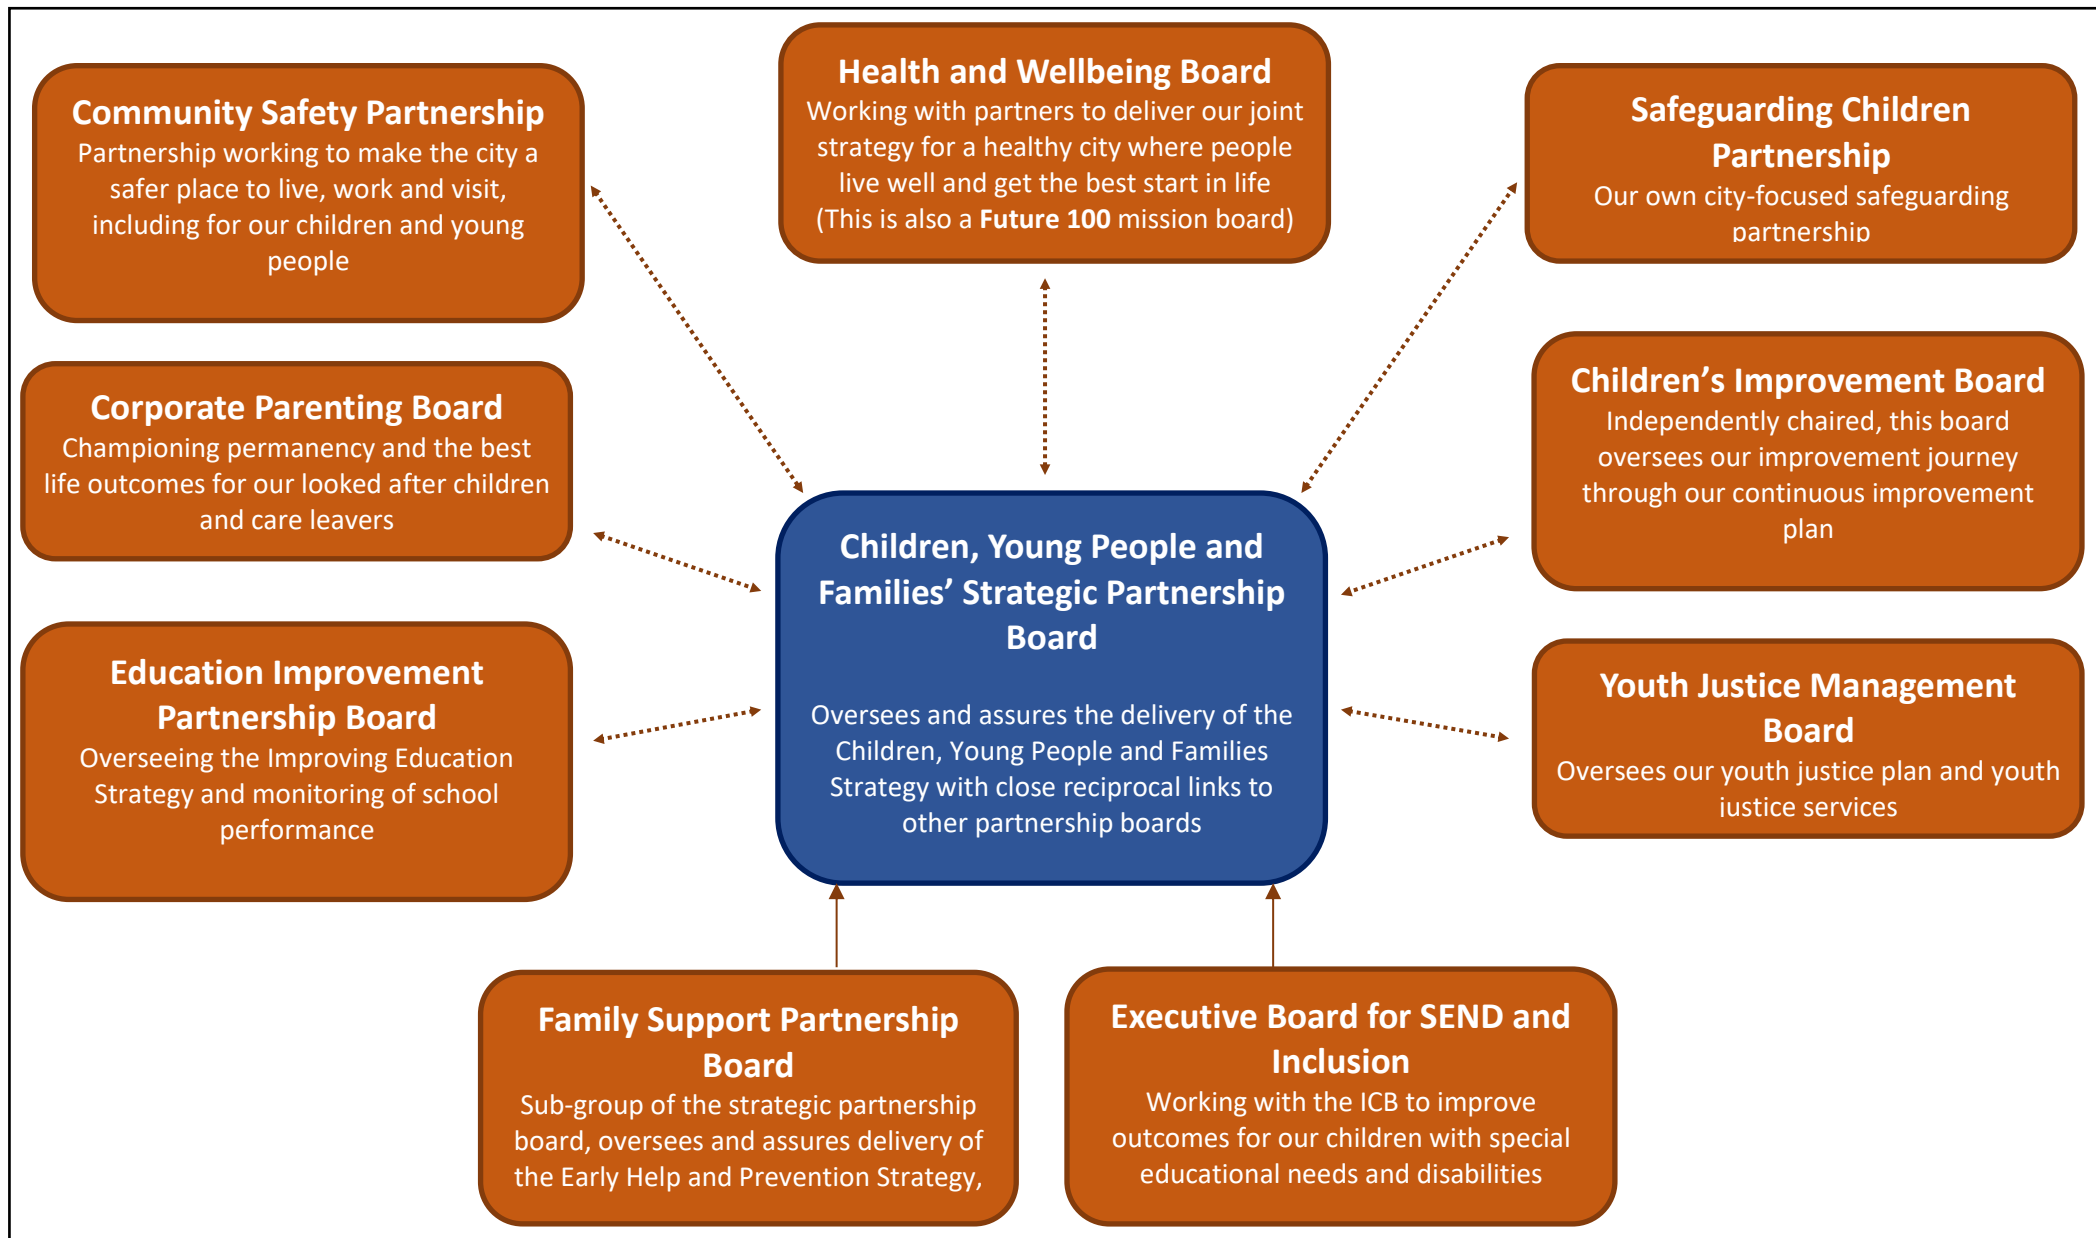 Community Safety Partnership
Partnership working to make the city a
safer place to live, work and visit,
including for our children and young
people
Health and Wellbeing Board
Working with partners to deliver our joint
strategy for a healthy city where people
live well and get the best start in life
(This is also a Future 100 mission board)
Safeguarding Children
Partnership
Our own city-focused safeguarding
partnership
Corporate Parenting Board
Championing permanency and the best
life outcomes for our looked after children
and care leavers
Children’s Improvement Board
Independently chaired, this board
oversees our improvement journey
through our continuous improvement
plan
Children, Young People and
Families’ Strategic Partnership
Board
Oversees and assures the delivery of the
Children, Young People and Families
Strategy with close reciprocal links to
other partnership boards
Education Improvement
Partnership Board
Overseeing the Improving Education
Strategy and monitoring of school
performance
Youth Justice Management
Board
Oversees our youth justice plan and youth
justice services
Family Support Partnership
Board
Sub-group of the strategic partnership
board, oversees and assures delivery of
the Early Help and Prevention Strategy,
Executive Board for SEND and
Inclusion
Working with the ICB to improve
outcomes for our children with special
educational needs and disabilities